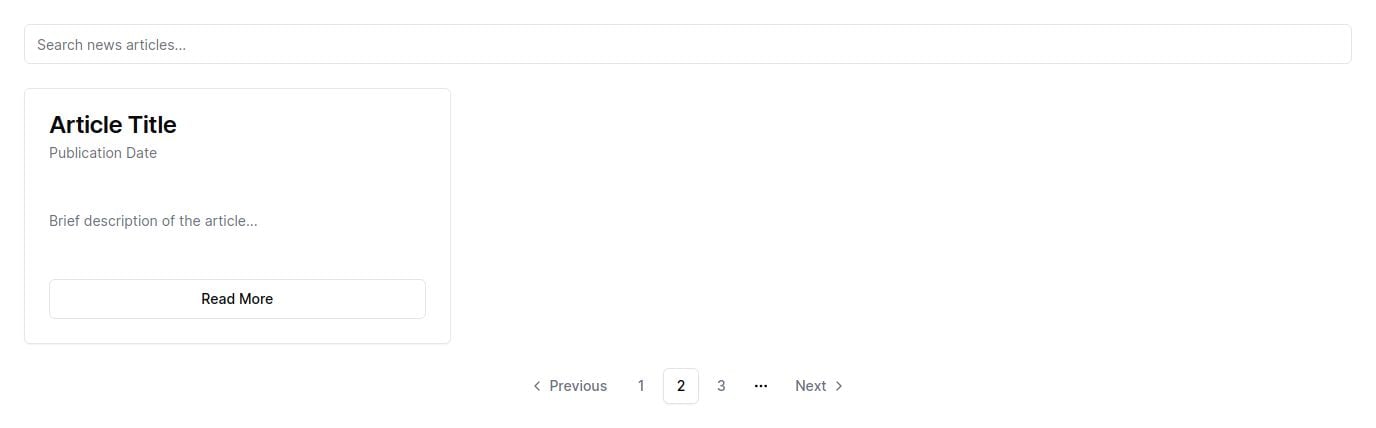 Search news articles...
Article Title
Publication Date
Brief description of the article...
Read More
Previous 1 2 3 ... Next